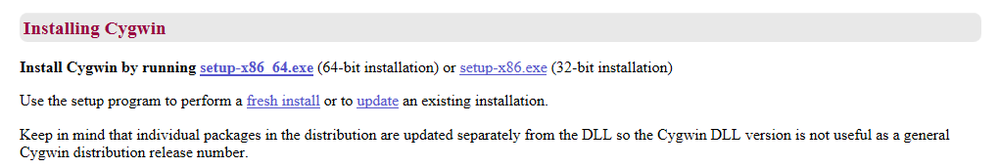 Installing Cygwin
Install Cygwin by running setup-x86_64.exe (64-bit installation) or setup-x86.exe (32-bit installation)
Use the setup program to perform a fresh install or to update an existing installation.
Keep in mind that individual packages in the distribution are updated separately from the DLL so the Cygwin DLL version is not useful as a general
Cygwin distribution release number.